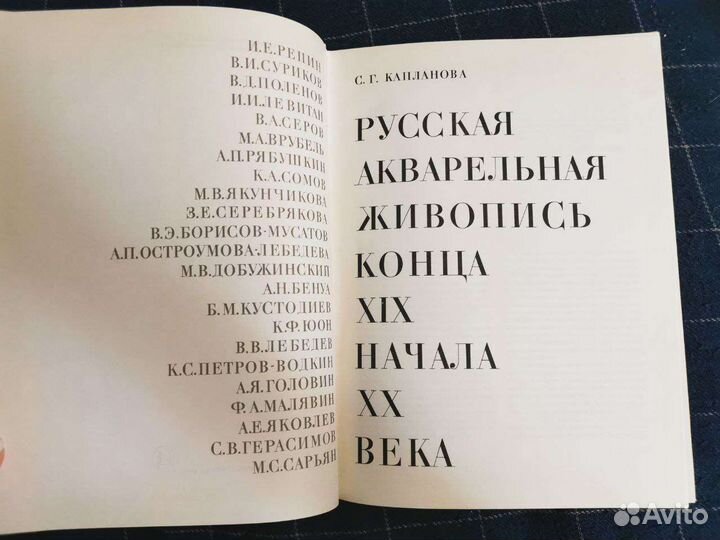 И.Е.РЕПИН
В.И.СУРИКОВ
В.Д.ПОЛЕНОВ
И.И.ЛЕВИТАН
В.А.СЕРОВ
М.А.ВРУБЕЛЬ
А.П.РЯБУШКИН
К.А.СОМОВ
М.В.ЯКУНЧИКОВА
З.Е.СЕРЕБРЯКОВА
В.Э.БОРИСОВ-МУСАТОВ
А.П.ОСТРОУМОВА-ЛЕБЕДЕВА
М.В.ДОБУЖИНСКИЙ
А.Н.БЕНУА
Б.М.КУСТОДИЕВ
К.Ф.ЮОН
В.В.ЛЕБЕДЕВ
К.С.ПЕТРОВ-ВОДКИН
А.Я.ГОЛОВИН
Ф.А.МАЛЯВИН
А.Е.ЯКОВЛЕВ
С.В.ГЕРАСИМОВ
М.С.САРЬЯН
С. Г. КАПЛАНОВА
РУССКАЯ
АКВАРЕЛЬНАЯ
ЖИВОПИСЬ
КОНЦА
XIX
НАЧАЛА
XX
ВЕКА
Avito